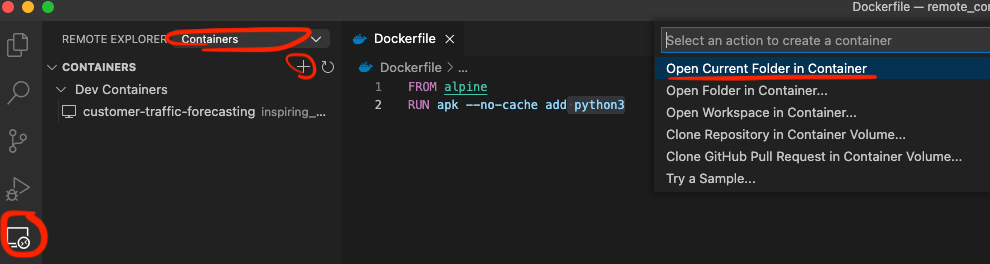 Dockerfile — remote_con
REMOTE EXPLORER Containers
CONTAINERS
Dev Containers
customer-traffic-forecasting inspiring_...
Dockerfile
Dockerfile > ...
1 FROM alpine
2 RUN apk --no-cache add python3
Select an action to create a container
Open Current Folder in Container
Open Folder in Container...
Open Workspace in Container...
Clone Repository in Container Volume...
Clone GitHub Pull Request in Container Volume...
Try a Sample...